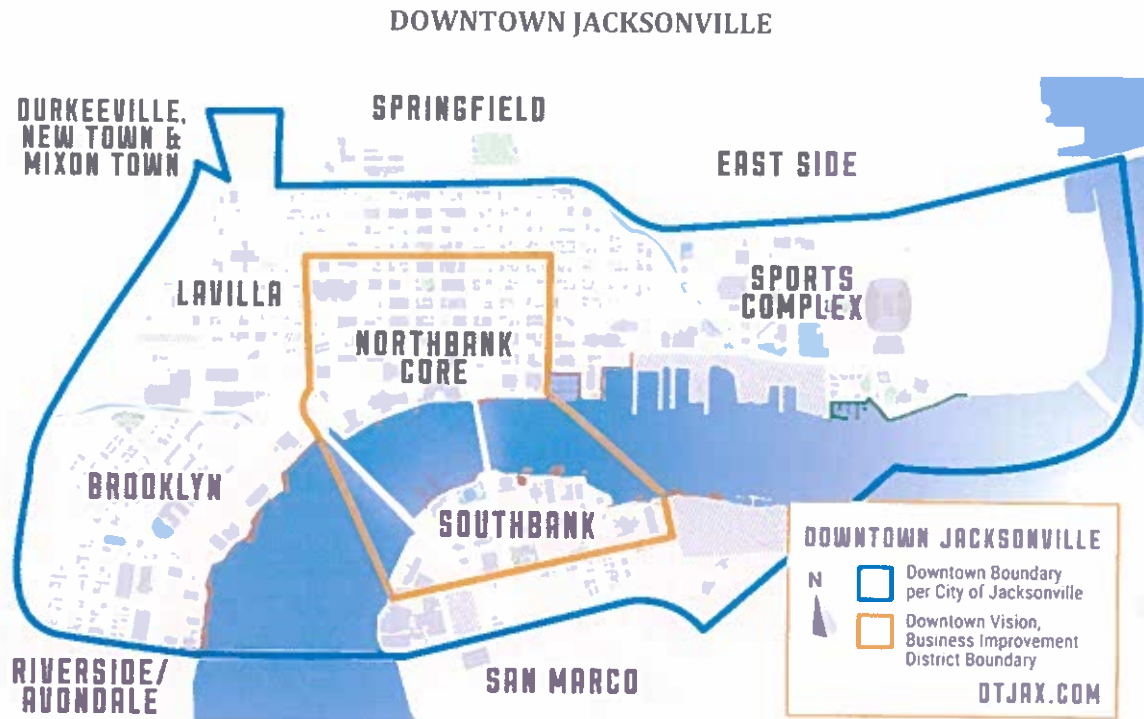 DOWNTOWN JACKSONVILLE
DURKEEVILLE,
NEW TOWN &
MIXON TOWN
SPRINGFIELD
EAST SIDE
LAVILLA
SPORTS
COMPLEX
NORTHBANK
CORE
BROOKLYN
SOUTHBANK
RIVERSIDE/
AVONDALE
SAN MARCO
DOWNTOWN JACKSONVILLE
N
Downtown Boundary
per City of Jacksonville
Downtown Vision,
Business Improvement
District Boundary
DTJAX.COM